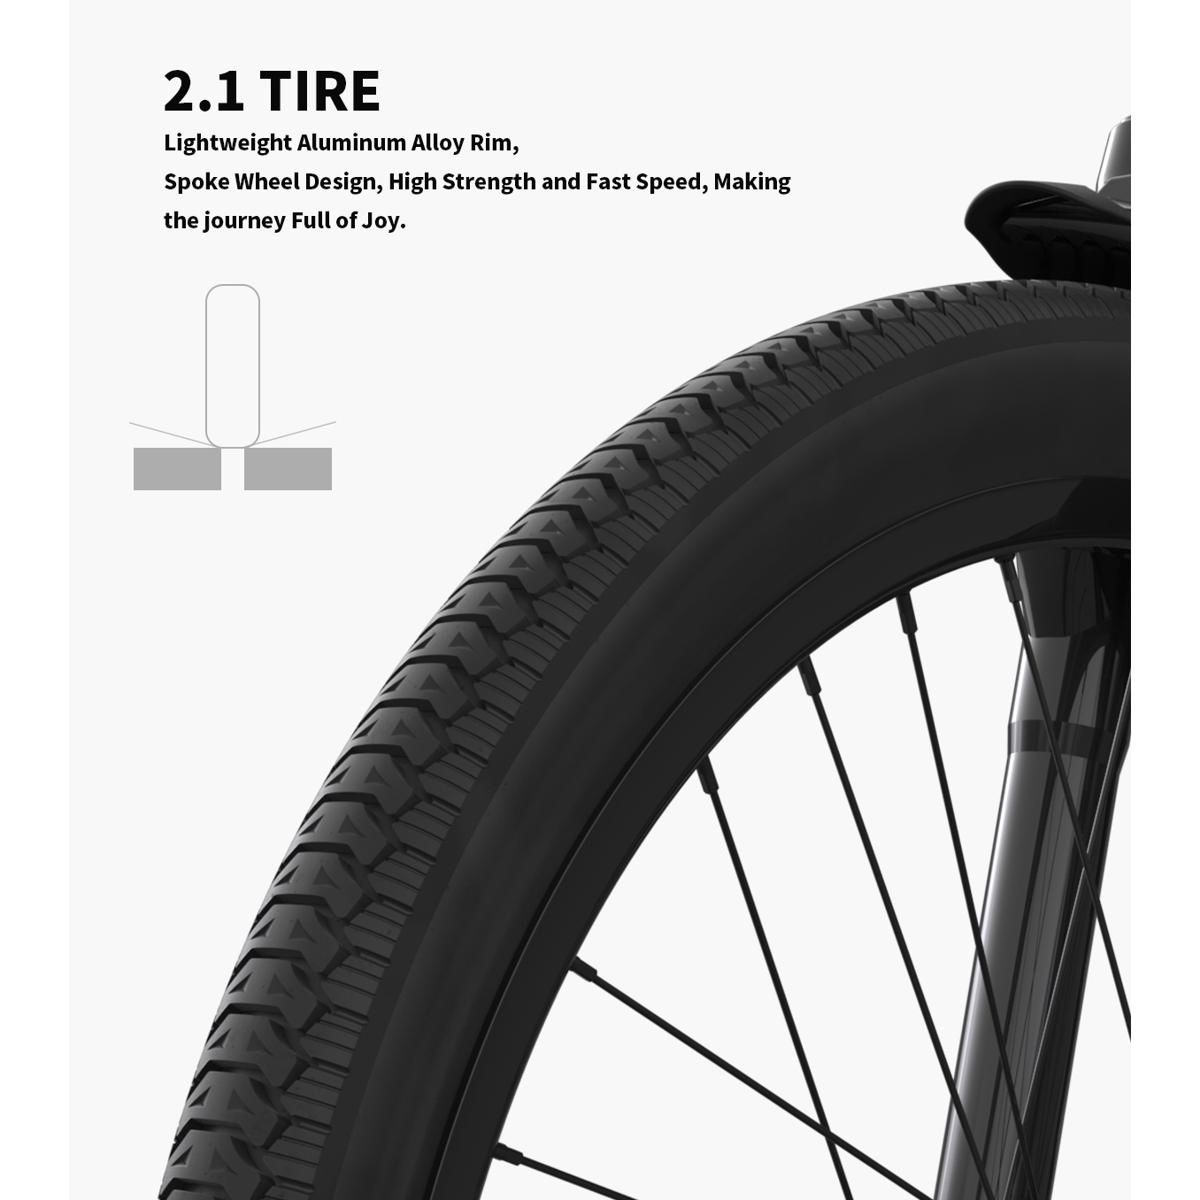 2.1 TIRE
Lightweight Aluminum Alloy Rim,
Spoke Wheel Design, High Strength and Fast Speed, Making
the journey Full of Joy.